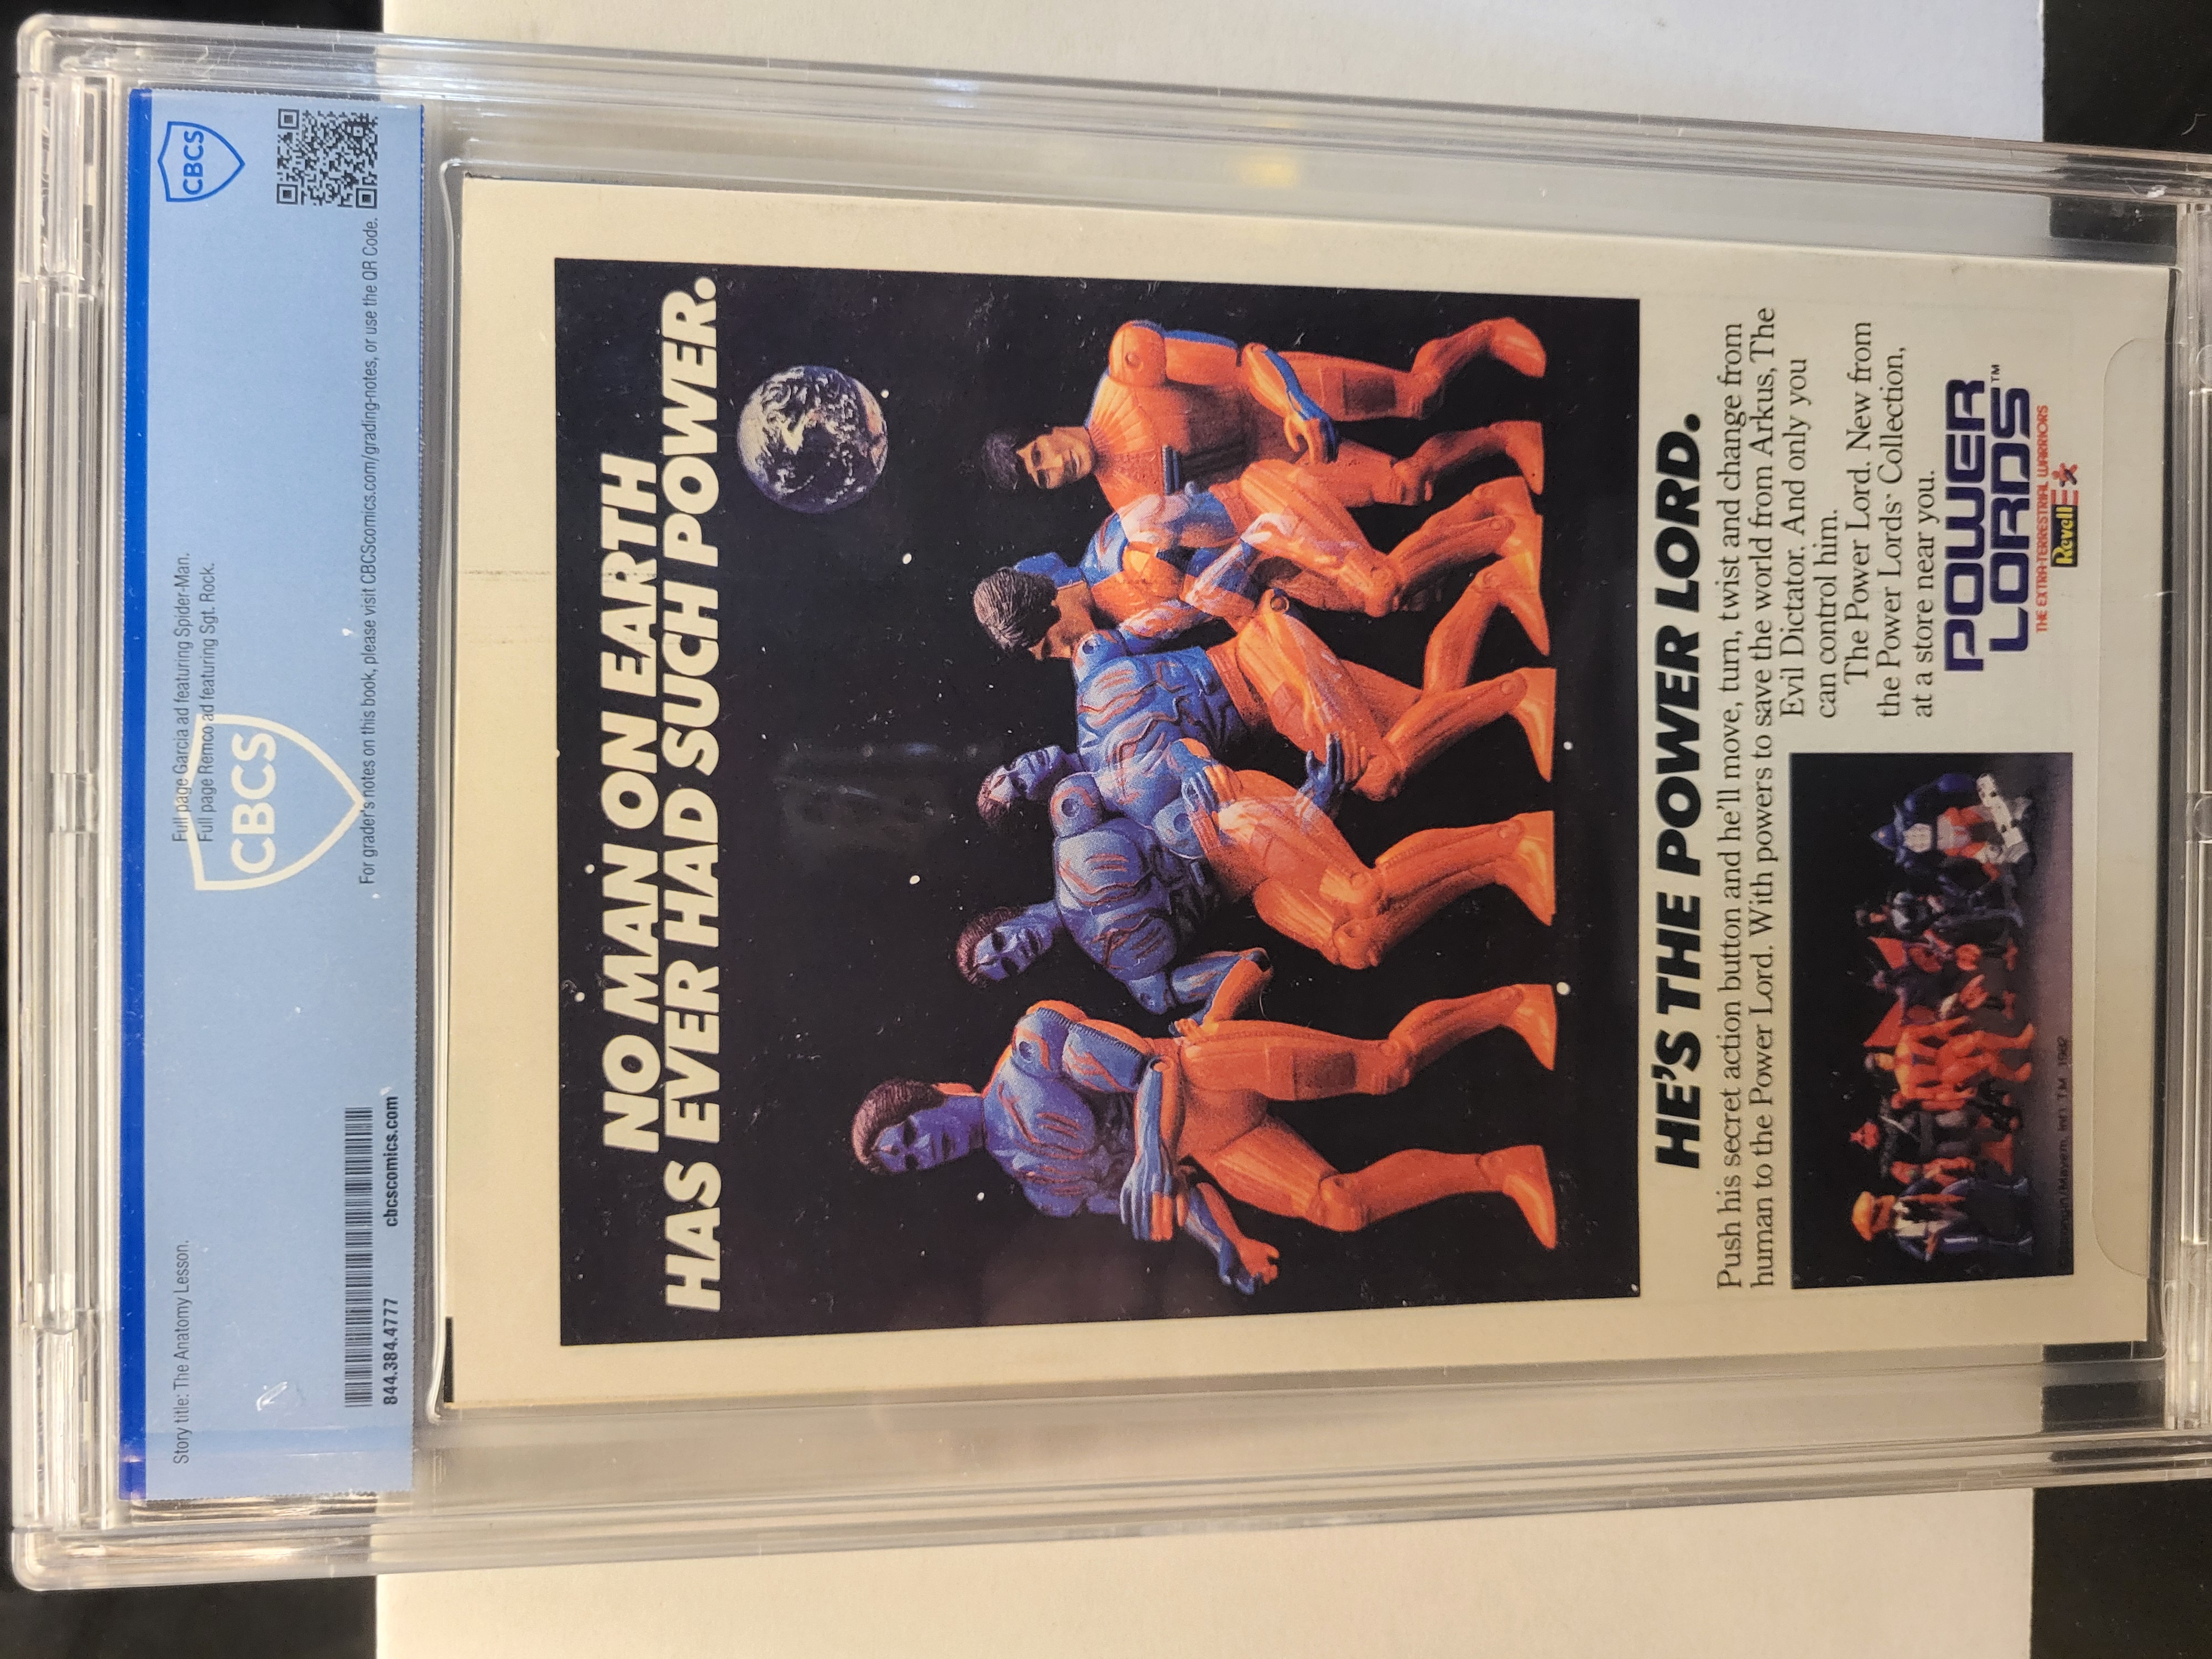 Story title: The Anatomy Lesson.
Full page Garcia ad featuring Spider-Man.
Full page Remco ad featuring Sgt. Rock.
CBCS
CBCS
For grader's notes on this book, please visit CBCScomics.com/grading-notes, or use the QR Code.
844.384.4777 cbcscomics.com
NO MAN ON EARTH
HAS EVER HAD SUCH POWER.
HE'S THE POWER LORD.
Push his secret action button and he'll move, turn, twist and change from
human to the Power Lord. With powers to save the world from Arkus, The
Evil Dictator. And only you
can control him.
The Power Lord. New from
the Power Lords™ Collection,
at a store near you.
POWER
LORDS™
THE EXTRA-TERRESTRIAL WARRIORS
Revell
Inn TM 1982